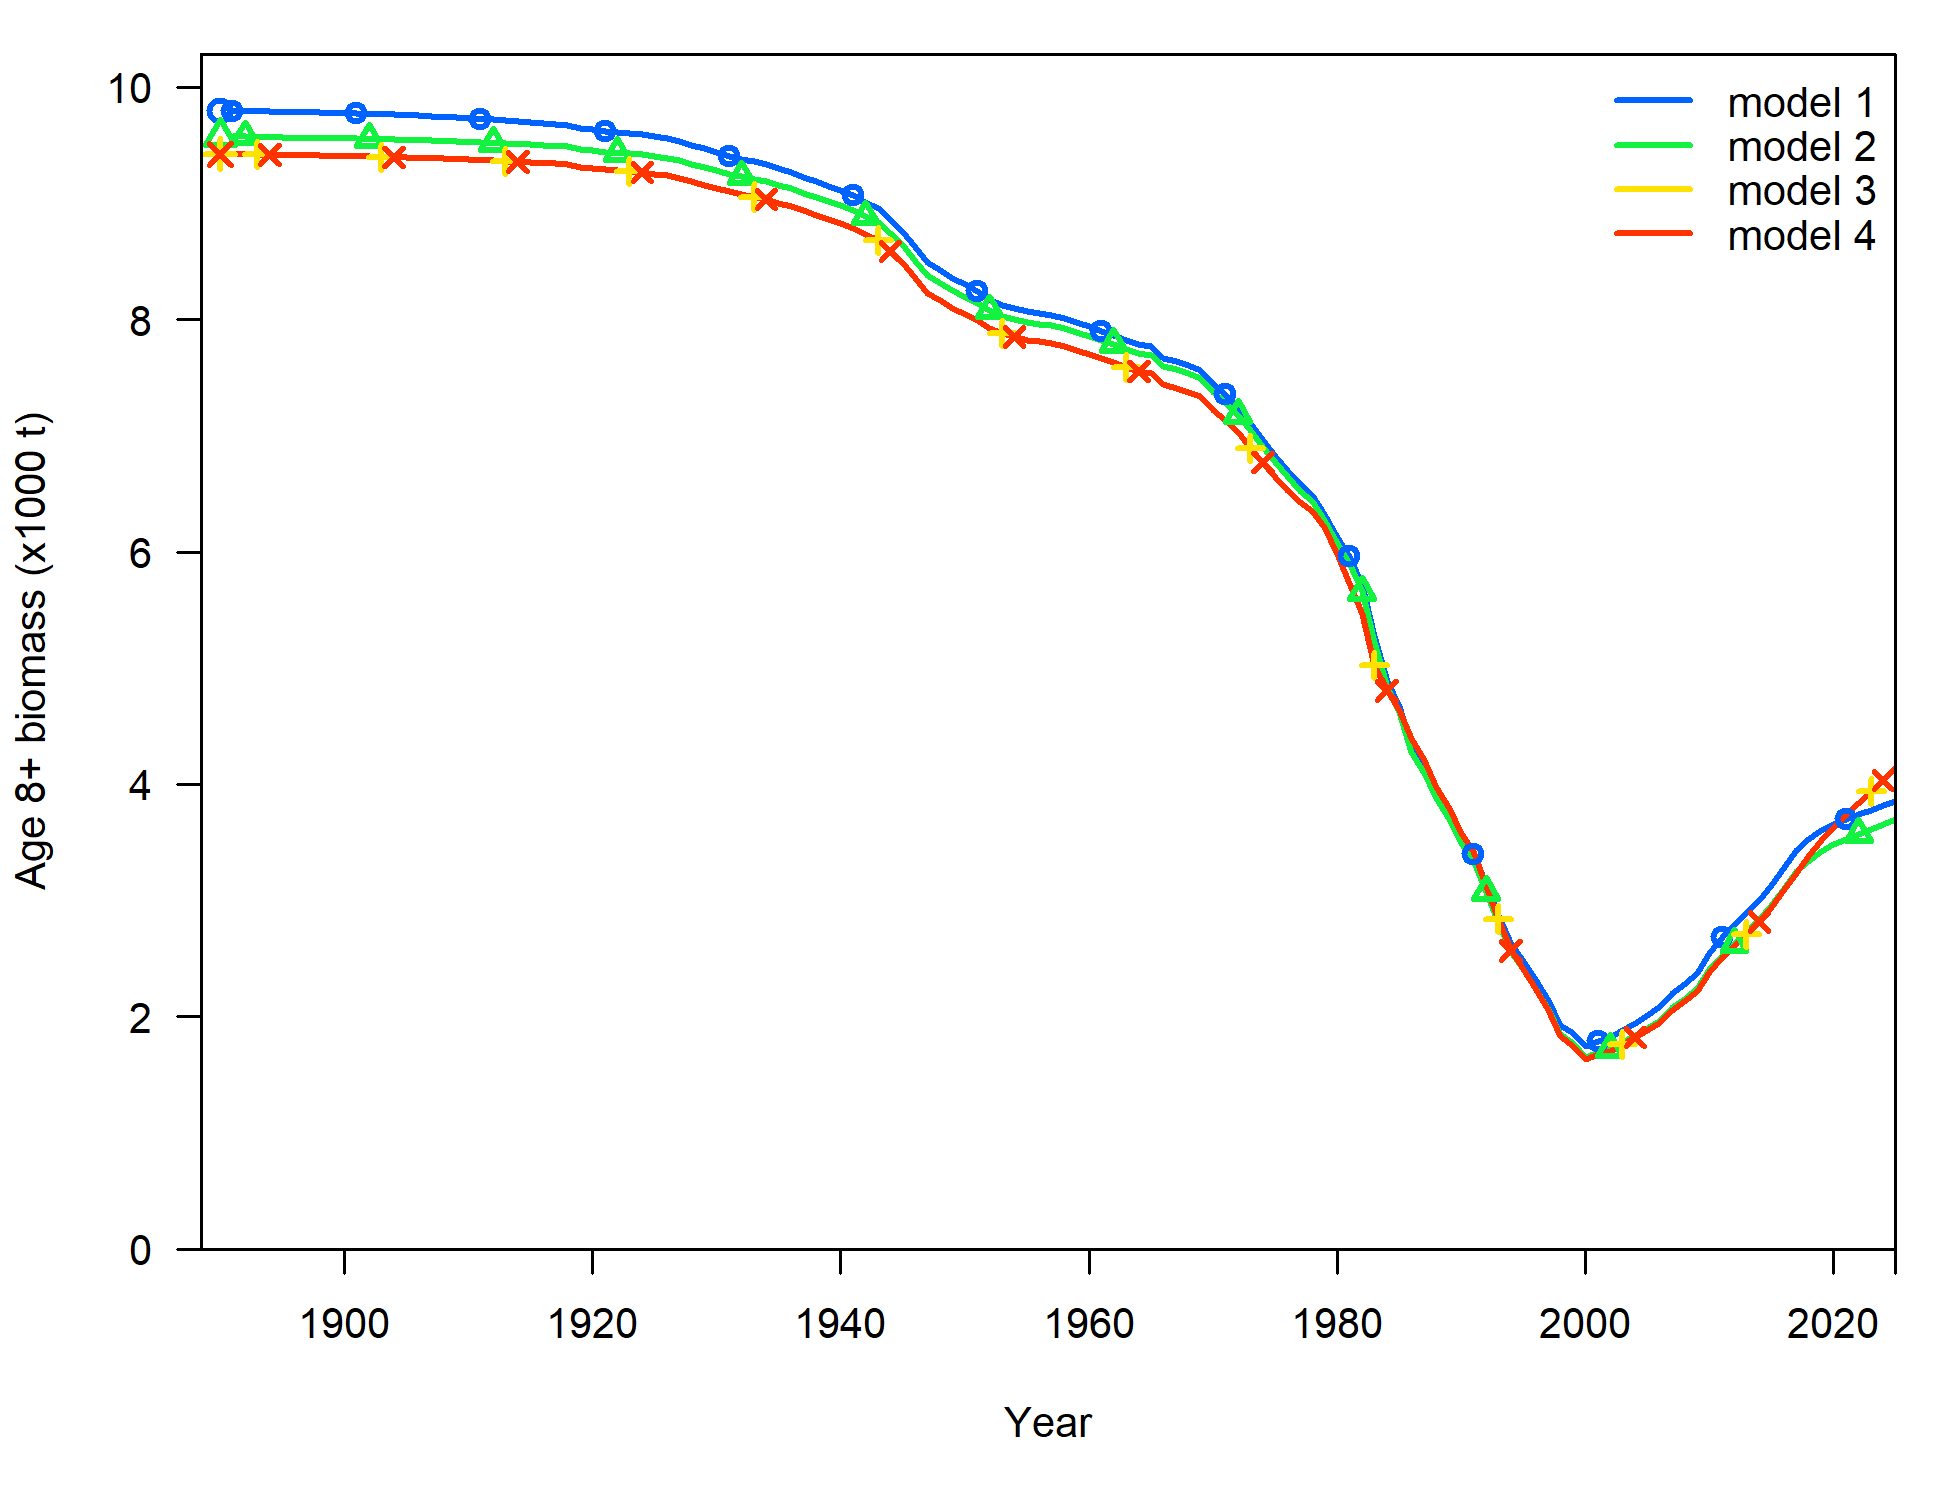 Age 8+ biomass (x1000 t)
10
8
6
4
2
0
model 1
model 2
model 3
model 4
1900 1920 1940 1960 1980 2000 2020
Year